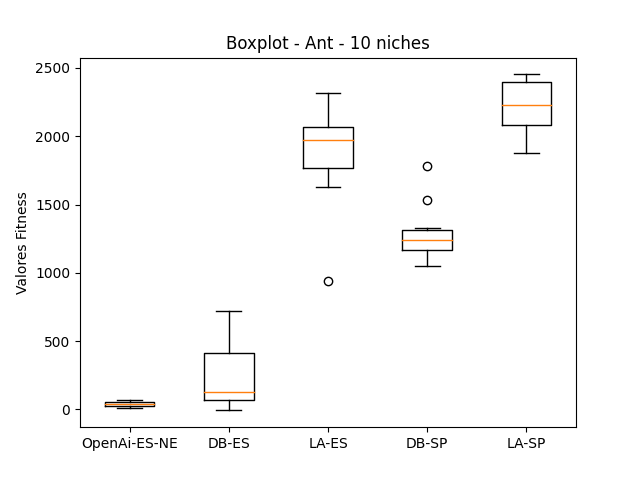 Boxplot - Ant - 10 niches
Valores Fitness
2500
2000
1500
1000
500
0
OpenAi-ES-NE DB-ES LA-ES DB-SP LA-SP